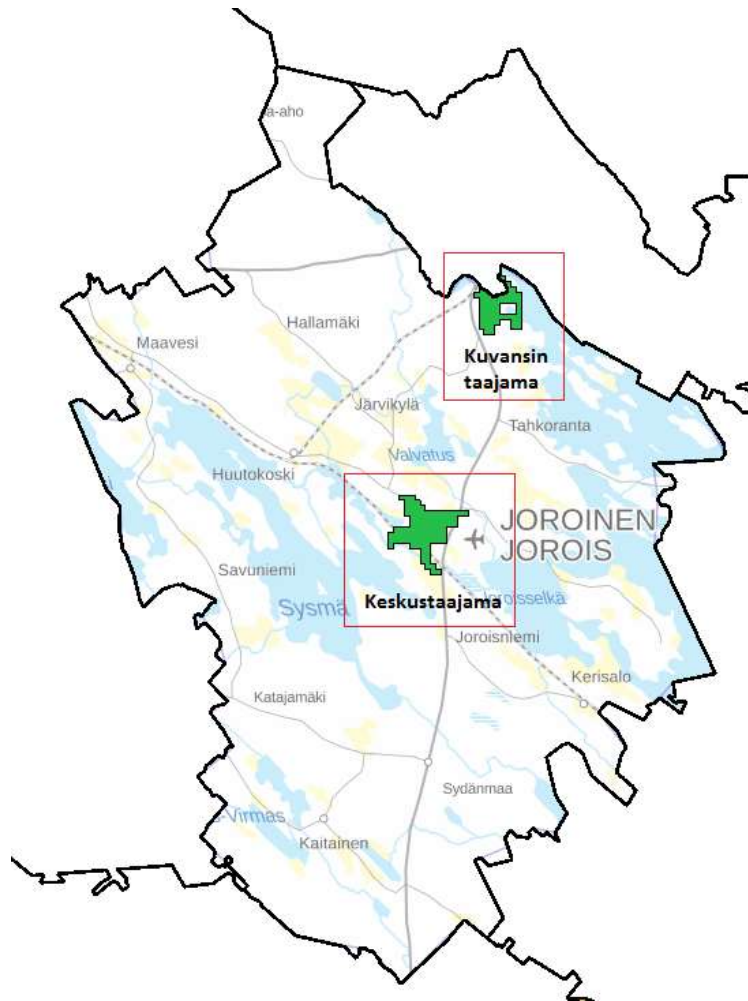 a-aho
Hallamäki
Maavesi
Kuvansin
taajama
Järvikylä
Tahkoranta
Valvatus
Huutokoski
JOROINEN
JOROIS
Savuniemi
Sysmä
Keskustaajama
Joroisselkä
Joroisniemi
Kerisalo
Katajamäki
Sydänmaa
-Virmas
Kaitainen